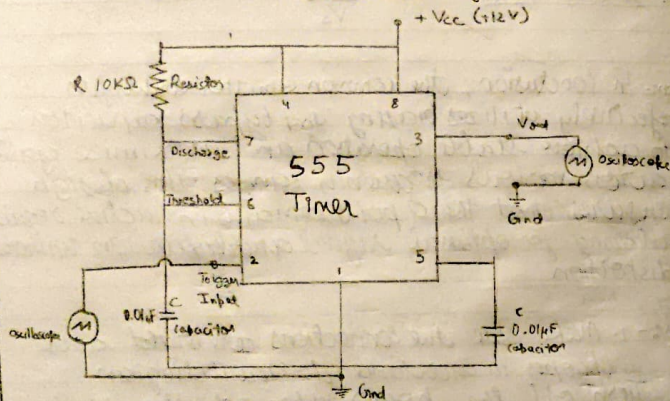 + Vcc (+12V)
R 10KΩ Resistor
4
8
7
3
Vout
Discharge
555
Timer
Oscilloscope
Threshold
6
Gnd
2
1
5
Trigger
Input
C
0.01μF
capacitor
Oscilloscope
C
0.01μF
capacitor
Gnd